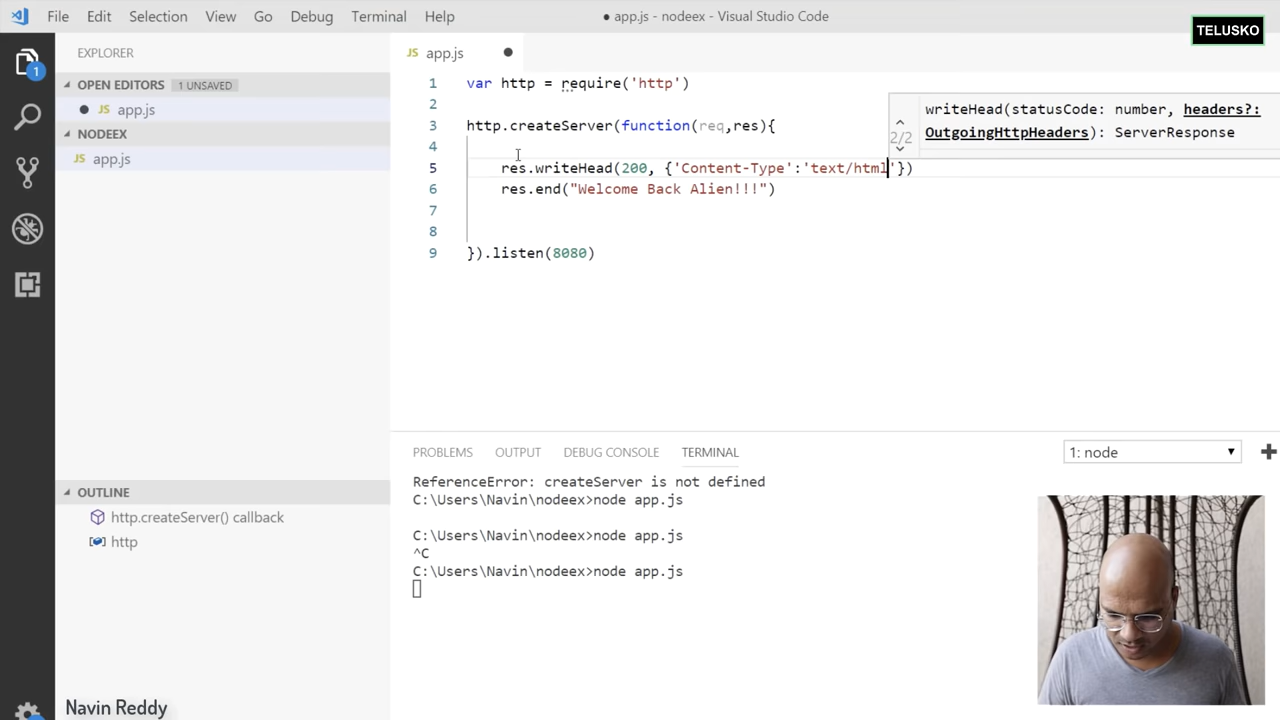 File Edit Selection View Go Debug Terminal Help
● app.js - nodeex - Visual Studio Code
TELUSKO
EXPLORER
1
OPEN EDITORS 1 UNSAVED
● JS app.js
NODEEX
JS app.js
OUTLINE
http.createServer() callback
http
Navin Reddy
JS app.js ●
1 var http = require('http')
2
3 http.createServer(function(req,res){
4
5 res.writeHead(200, {'Content-Type':'text/html'})
6 res.end("Welcome Back Alien!!!")
7
8
9 }).listen(8080)
writeHead(statusCode: number, headers?:
2/2 OutgoingHttpHeaders): ServerResponse
PROBLEMS OUTPUT DEBUG CONSOLE TERMINAL
1: node
ReferenceError: createServer is not defined
C:\Users\Navin\nodeex>node app.js
C:\Users\Navin\nodeex>node app.js
^C
C:\Users\Navin\nodeex>node app.js